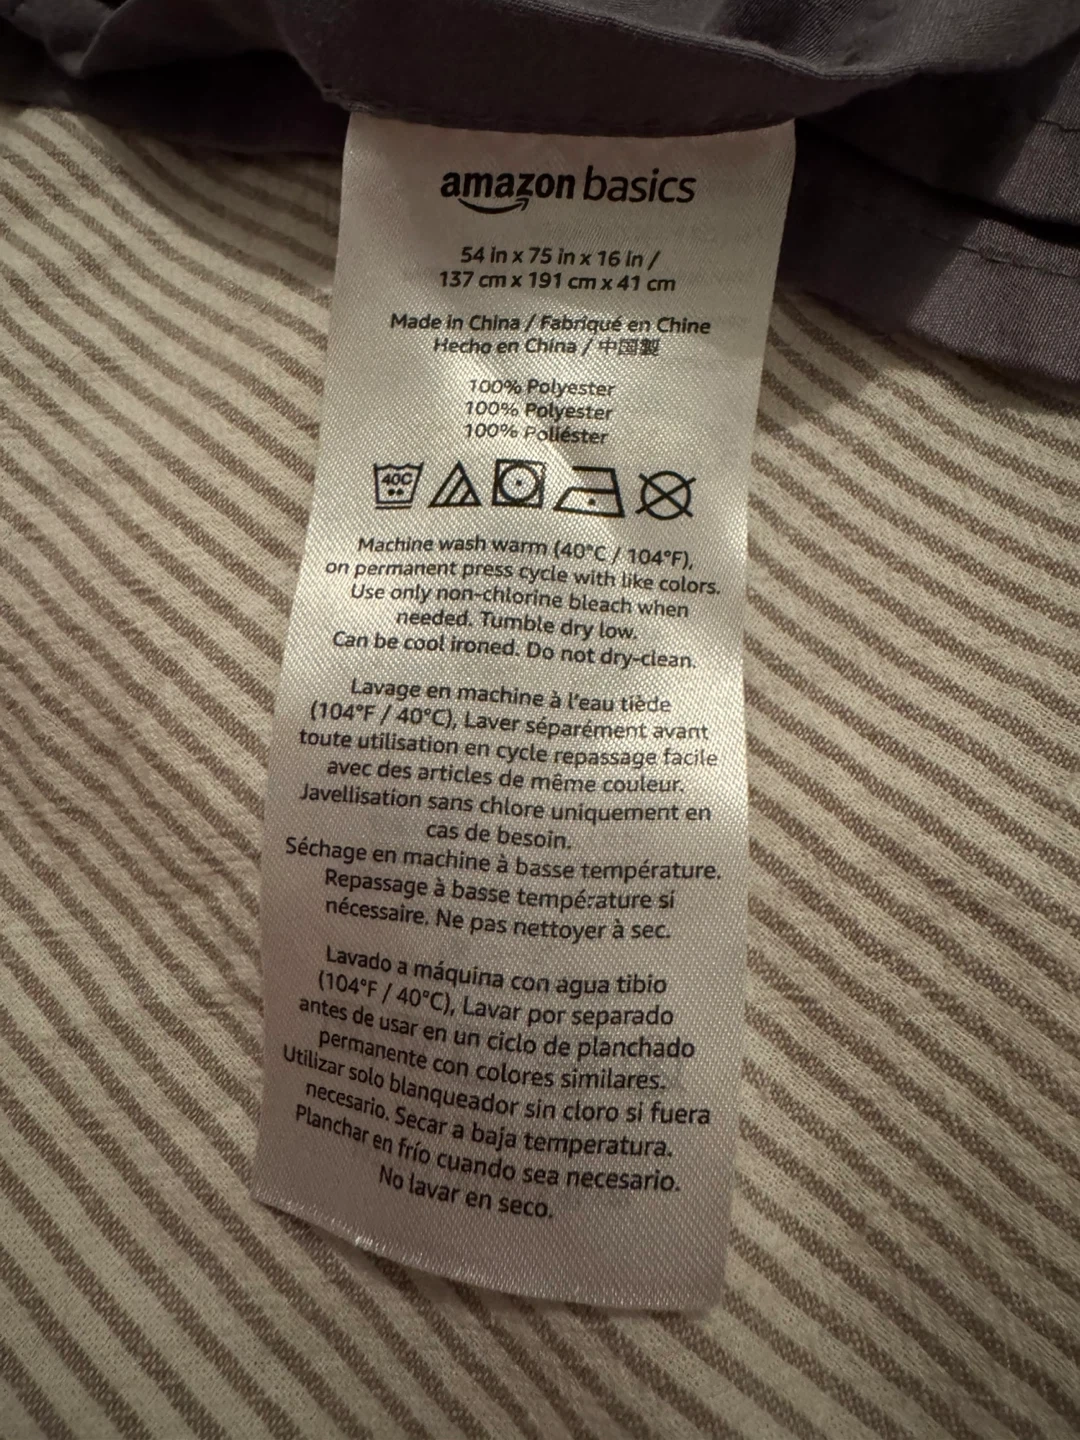 amazon basics
54 in x 75 in x 16 in /
137 cm x 191 cm x 41 cm
Made in China / Fabriqué en Chine
Hecho en China / 中国製
100% Polyester
100% Polyester
100% Poliéster
40C
Machine wash warm (40°C / 104°F),
on permanent press cycle with like colors.
Use only non-chlorine bleach when
needed. Tumble dry low.
Can be cool ironed. Do not dry-clean.
Lavage en machine à l'eau tiède
(104°F / 40°C), Laver séparément avant
toute utilisation en cycle repassage facile
avec des articles de même couleur.
Javellisation sans chlore uniquement en
cas de besoin.
Séchage en machine à basse température.
Repassage à basse température si
nécessaire. Ne pas nettoyer à sec.
Lavado a máquina con agua tibio
(104°F / 40°C), Lavar por separado
antes de usar en un ciclo de planchado
permanente con colores similares.
Utilizar solo blanqueador sin cloro si fuera
necesario. Secar a baja temperatura.
Planchar en frío cuando sea necesario.
No lavar en seco.